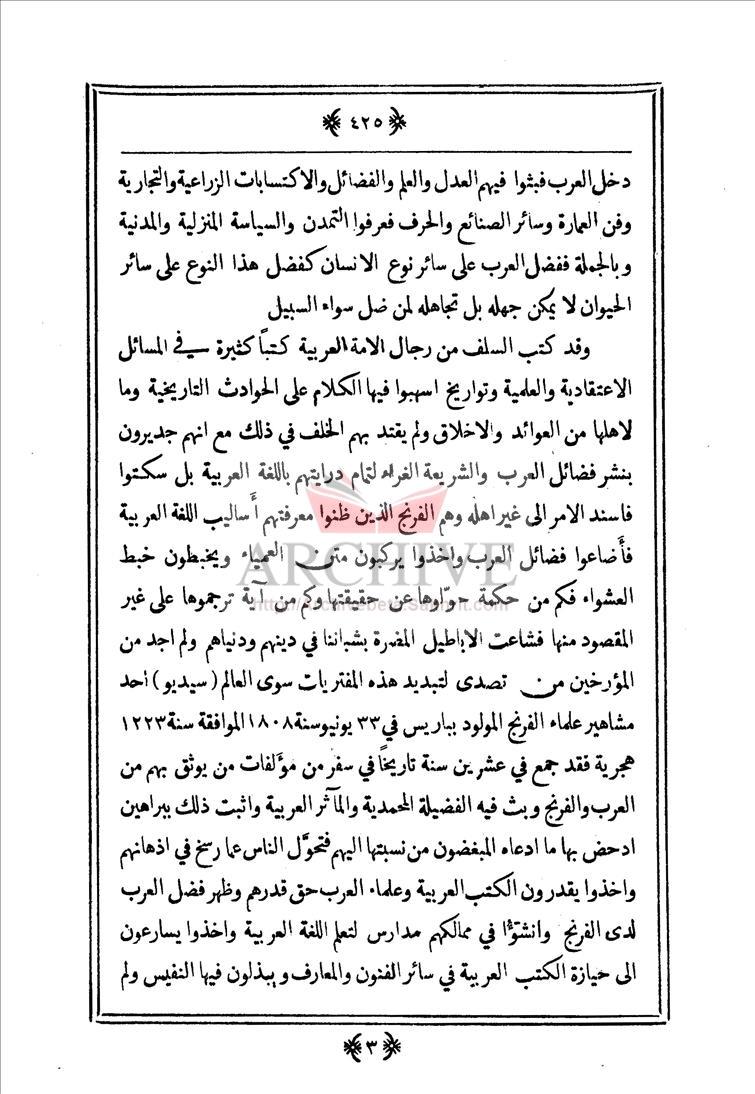 ٤٢٥
دخل العرب فبثوا فيهم العدل والعلم والفضائل والاكتسابات الزراعية والتجارية
وفن العمارة وسائر الصنائع والحرف فعرفوا التمدن والسياسة المنزلية والمدنية
وبالجملة ففضل العرب على سائر نوع الانسان كفضل هذا النوع على سائر
الحيوان لا يمكن جهله بل تجاهله لمن ضل سواء السبيل
وقد كتب السلف من رجال الامة العربية كتباً كثيرة في المسائل
الاعتقادية والعلمية وتواريخ اسهبوا فيها الكلام على الحوادث التاريخية وما
لاهلها من العوائد والاخلاق ولم يقتد بهم الخلف في ذلك مع انهم جديرون
بنشر فضائل العرب والشريعة الغراء لتمام درايتهم باللغة العربية بل سكتوا
فاسند الامر الى غير اهله وهم الفرنج الذين ظنوا معرفتهم أساليب اللغة العربية
فأضاعوا فضائل العرب واخذوا يركبون متن العمياء ويخبطون خبط
ARCHIVE
العشواء فكم من حكمة حوّلوها عن حقيقتها وكم من آية ترجموها على غير
المقصود منها فشاعت الاباطيل المضرة بشباننا في دينهم ودنياهم ولم اجد من
المؤرخين من تصدى لتبديد هذه المفتريات سوى العالم (سيديو) احد
مشاهير علماء الفرنج المولود بباريس في ٣٣ يونيو سنة ١٨٠٨ الموافقة سنة ١٢٢٣
هجرية فقد جمع في عشرين سنة تاريخاً في سفر من مؤلفات من يوثق بهم من
العرب والفرنج وبث فيه الفضيلة المحمدية والمآثر العربية واثبت ذلك ببراهين
ادحض بها ما ادعاه المبغضون من نسبتها اليهم فتحوَّل الناس عما رسخ في اذهانهم
واخذوا يقدرون الكتب العربية وعلماء العرب حق قدرهم وظهر فضل العرب
لدى الفرنج وانشئوا في ممالكهم مدارس لتعلم اللغة العربية واخذوا يسارعون
الى حيازة الكتب العربية في سائر الفنون والمعارف ويبذلون فيها النفيس ولم
٣